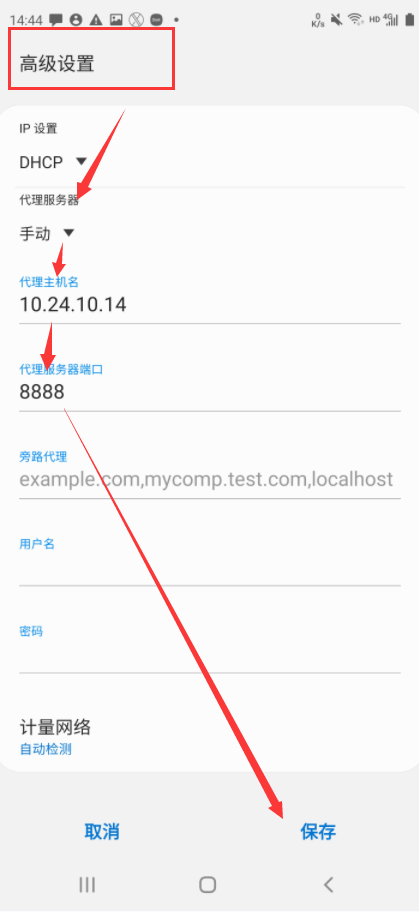 14:44
0
K/s
HD 4G
高级设置
IP 设置
DHCP
代理服务器
手动
代理主机名
10.24.10.14
代理服务器端口
8888
旁路代理
example.com,mycomp.test.com,localhost
用户名
密码
计量网络
自动检测
取消
保存